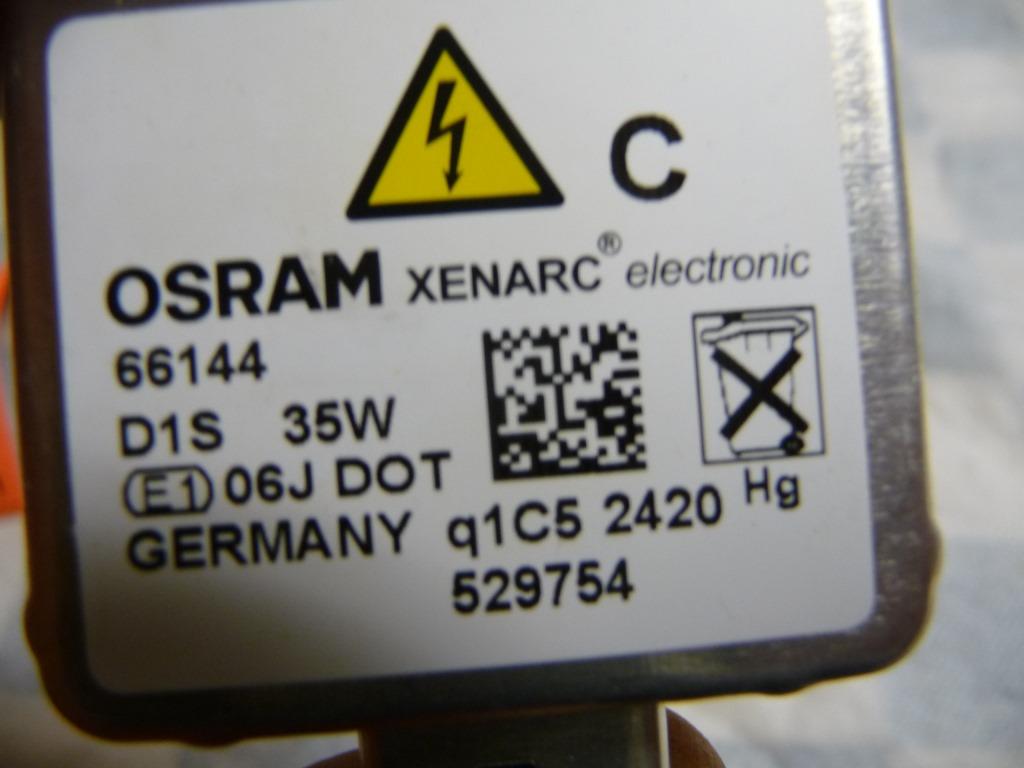 C
OSRAM XENARC® electronic
66144
D1S 35W
E1 06J DOT
Hg
GERMANY q1C5 2420
529754